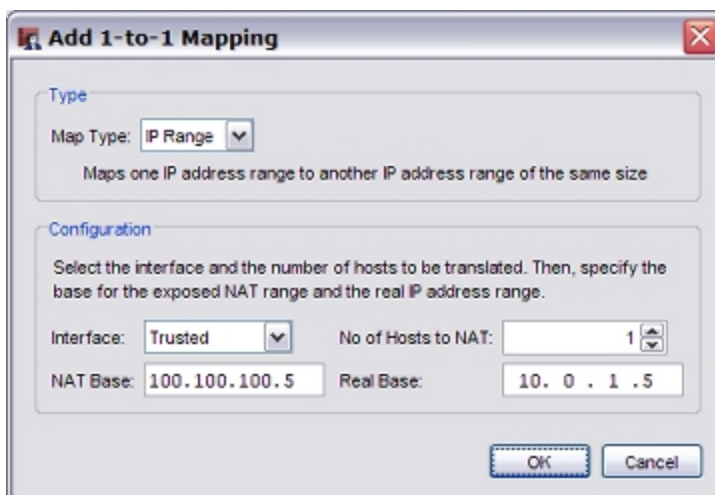 Add 1-to-1 Mapping
Type
Map Type: IP Range
Maps one IP address range to another IP address range of the same size
Configuration
Select the interface and the number of hosts to be translated. Then, specify the
base for the exposed NAT range and the real IP address range.
Interface: Trusted No of Hosts to NAT: 1
NAT Base: 100.100.100.5 Real Base: 10. 0 . 1 .5
OK Cancel